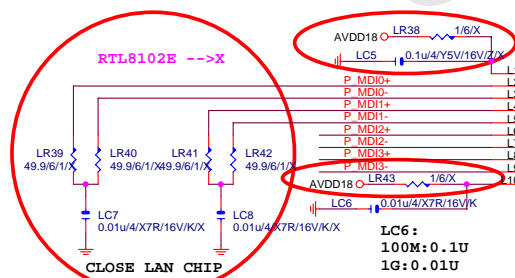 AVDD18 LR38 1/6/X
RTL8102E -->X
LC5 0.1u/4/Y5V/16V/Z/X
P_MDI0+
P_MDI0-
P_MDI1+
P_MDI1-
P_MDI2+
P_MDI2-
P_MDI3+
P_MDI3-
LR39 LR40 LR41 LR42
49.9/6/1/X 49.9/6/1/X 49.9/6/1/X 49.9/6/1/X
AVDD18 LR43 1/6/X
LC6 0.01u/4/X7R/16V/K
LC7 LC8
0.01u/4/X7R/16V/K/X 0.01u/4/X7R/16V/K/X
LC6:
100M:0.1U
1G:0.01U
CLOSE LAN CHIP